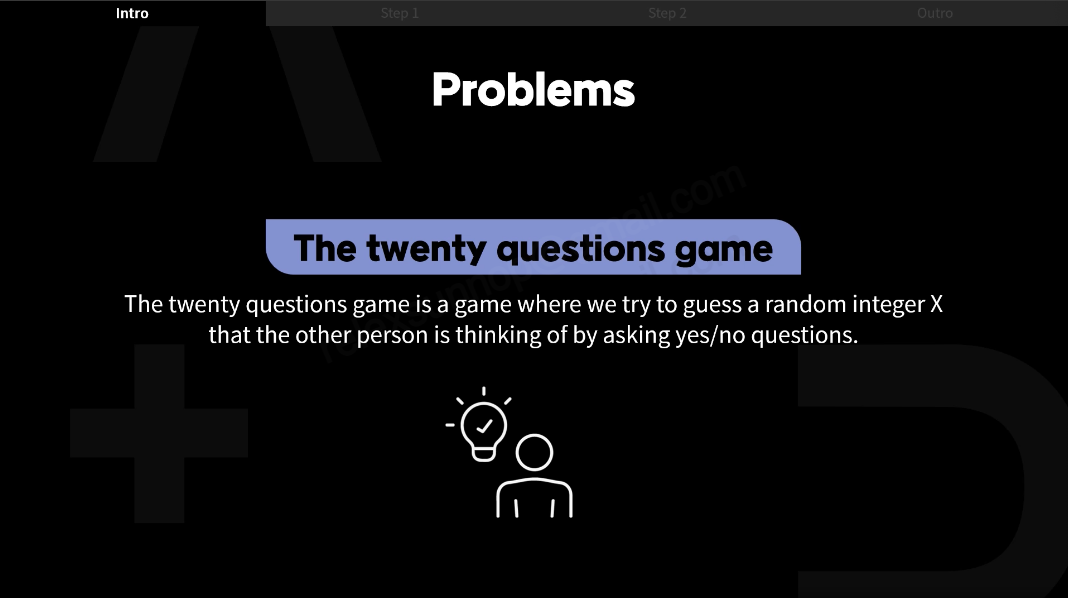 Intro
Step 1
Step 2
Outro
Problems
The twenty questions game
The twenty questions game is a game where we try to guess a random integer X
that the other person is thinking of by asking yes/no questions.